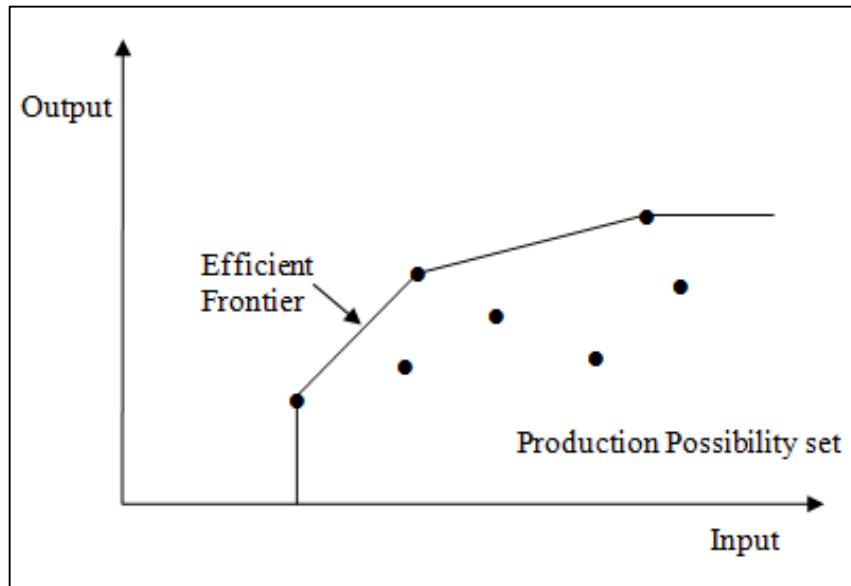 Output
Efficient
Frontier
Production Possibility set
Input